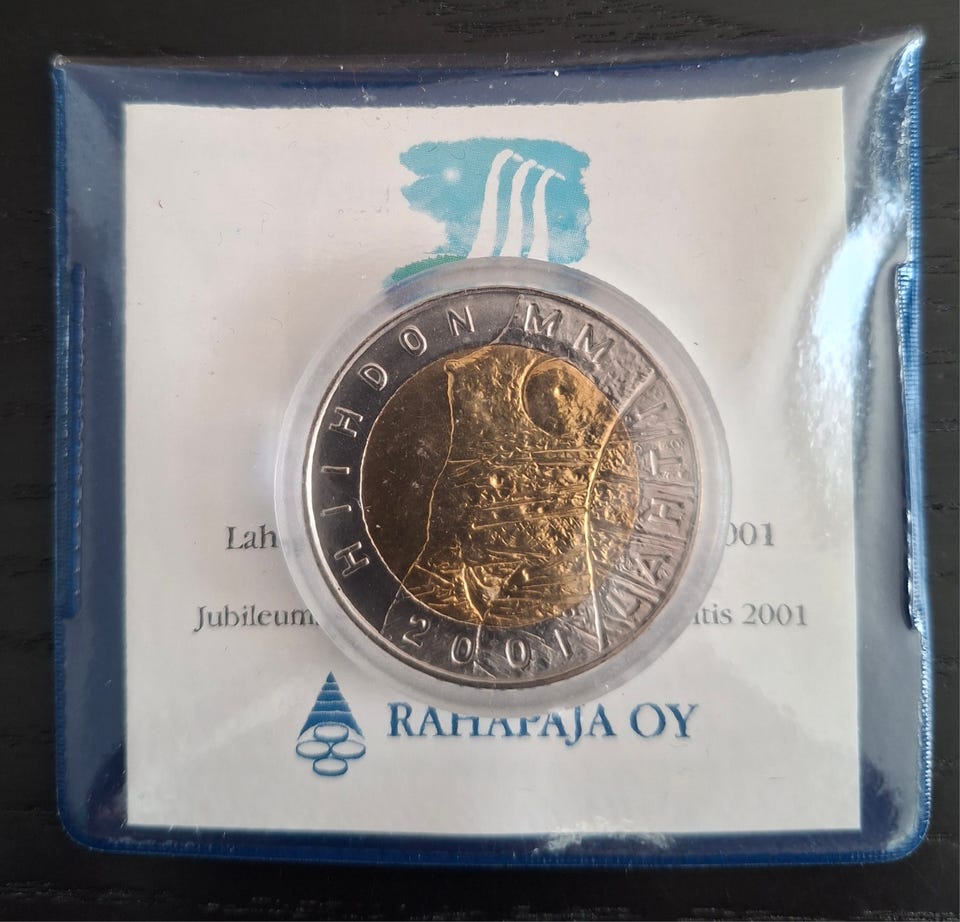 HIIHDON MM
LAHTI
2001
Lah 001
Jubileum tis 2001
RAHAPAJA OY